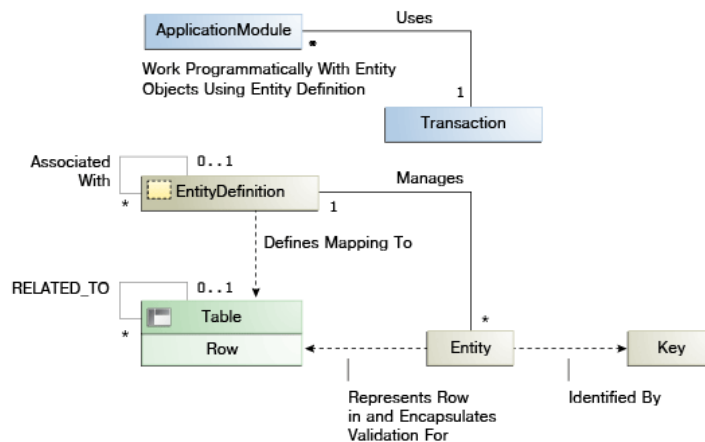 Uses
ApplicationModule
*
Work Programmatically With Entity
Objects Using Entity Definition
1
Transaction
Associated
With
0..1
*
EntityDefinition
1
Manages
Defines Mapping To
RELATED_TO
0..1
*
Table
Row
*
Entity
Key
Represents Row
in and Encapsulates
Validation For
Identified By